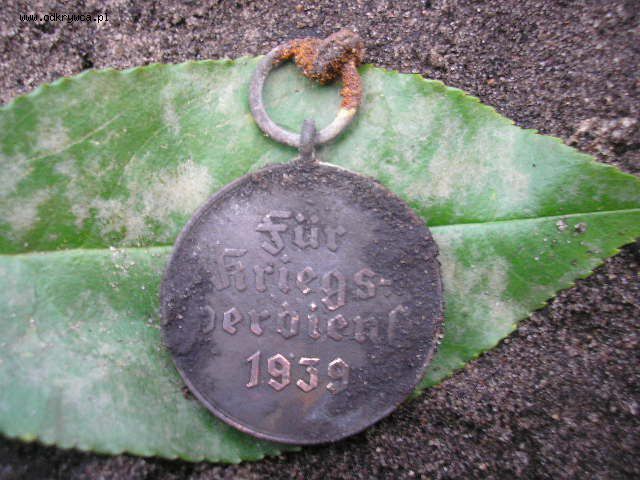 www.odkrywca.pl
Für
Kriegs-
verdienst
1939